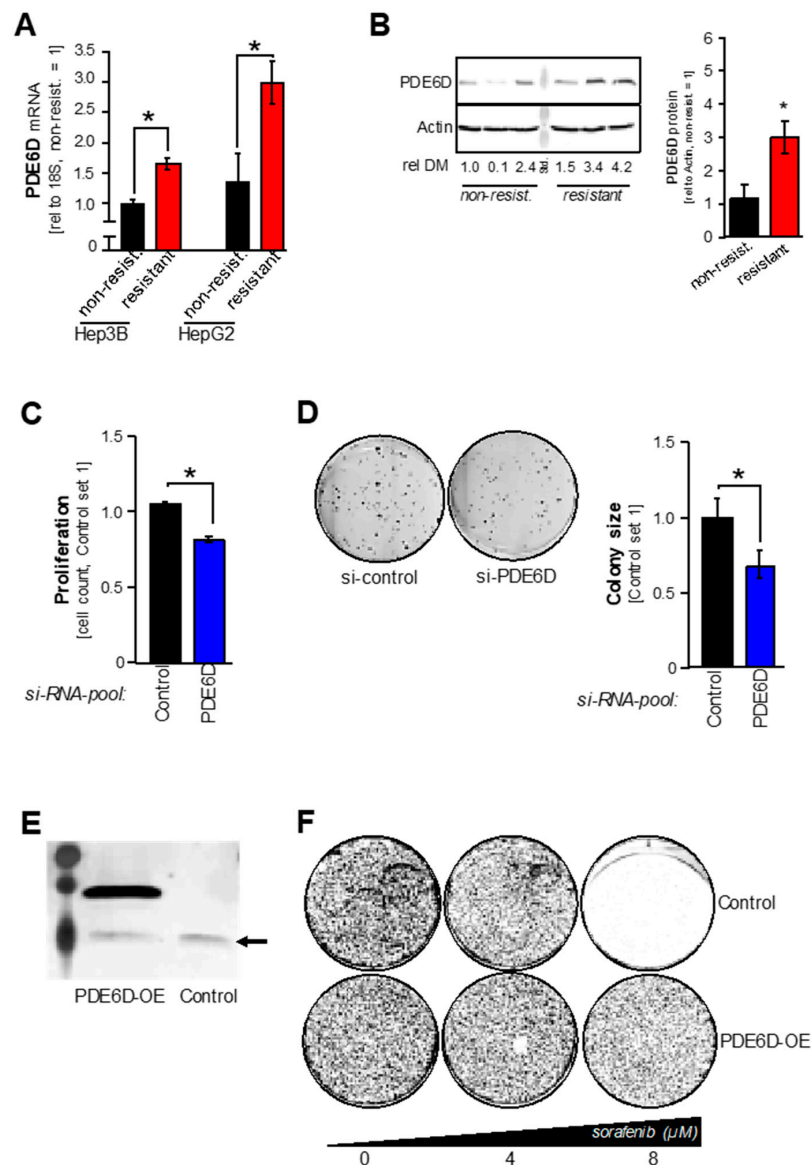 A
PDE6D mRNA
[rel to 18S, non-resist. = 1]
3.5
3.0
2.5
2.0
1.5
1.0
0
*
*
non-resist.
resistant
non-resist.
resistant
Hep3B
HepG2
B
PDE6D
Actin
rel DM
1.0 0.1 2.4 1.5 3.4 4.2
non-resist.
resistant
PDE6D protein
[rel to Actin, non-resist. = 1]
6
5
4
3
2
1
0
*
non-resist.
resistant
C
Proliferation
[cell count, Control set 1]
1.5
1.0
0.5
0
*
si-RNA-pool:
Control
PDE6D
D
si-control
si-PDE6D
Colony size
[Control set 1]
1.5
1.0
0.5
0
*
si-RNA-pool:
Control
PDE6D
E
PDE6D-OE
Control
F
Control
PDE6D-OE
sorafenib (µM)
0 4 8